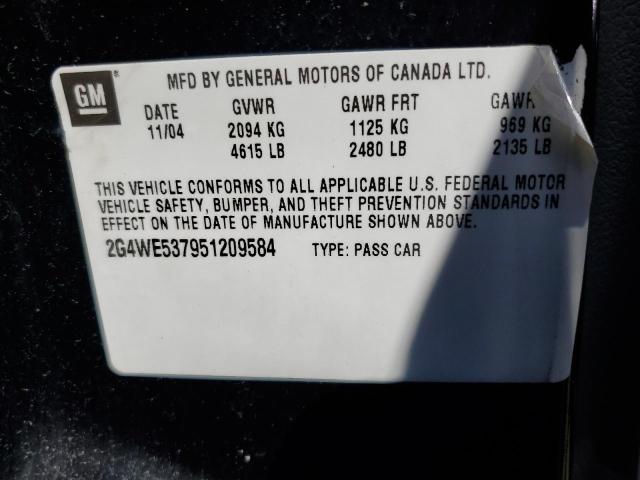 GM
MFD BY GENERAL MOTORS OF CANADA LTD.
DATE GVWR GAWR FRT GAWR
11/04 2094 KG 1125 KG 969 KG
4615 LB 2480 LB 2135 LB
THIS VEHICLE CONFORMS TO ALL APPLICABLE U.S. FEDERAL MOTOR
VEHICLE SAFETY, BUMPER, AND THEFT PREVENTION STANDARDS IN
EFFECT ON THE DATE OF MANUFACTURE SHOWN ABOVE.
2G4WE537951209584 TYPE: PASS CAR